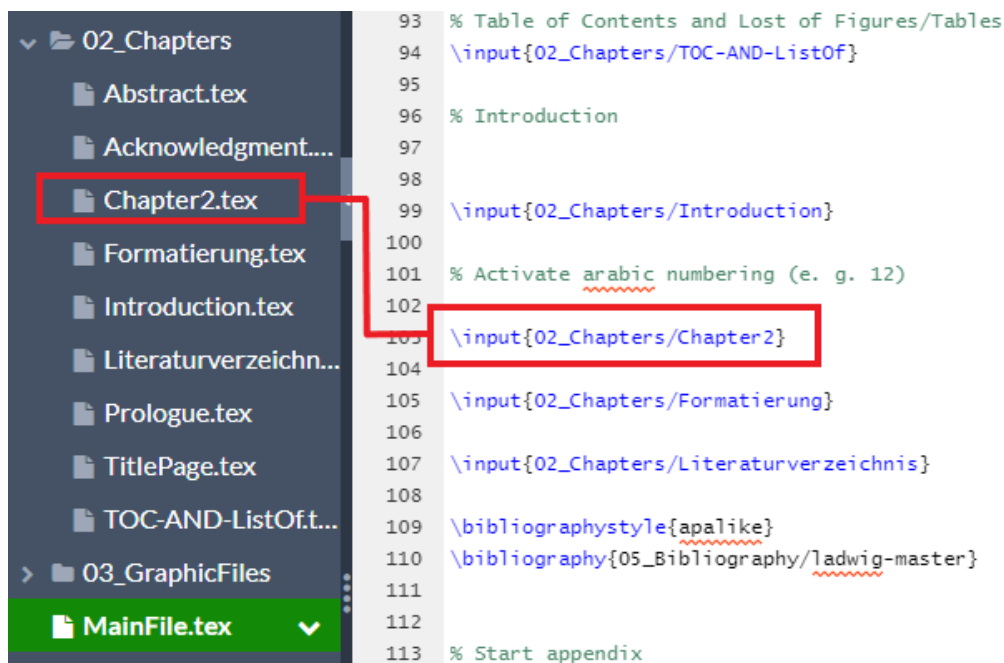 02_Chapters
Abstract.tex
Acknowledgment....
Chapter2.tex
Formatierung.tex
Introduction.tex
Literaturverzeichn...
Prologue.tex
TitlePage.tex
TOC-AND-ListOf.t...
03_GraphicFiles
MainFile.tex
93 % Table of Contents and Lost of Figures/Tables
94 \input{02_Chapters/TOC-AND-ListOf}
95
96 % Introduction
97
98
99 \input{02_Chapters/Introduction}
100
101 % Activate arabic numbering (e. g. 12)
102
103 \input{02_Chapters/Chapter2}
104
105 \input{02_Chapters/Formatierung}
106
107 \input{02_Chapters/Literaturverzeichnis}
108
109 \bibliographystyle{apalike}
110 \bibliography{05_Bibliography/ladwig-master}
111
112
113 % Start appendix